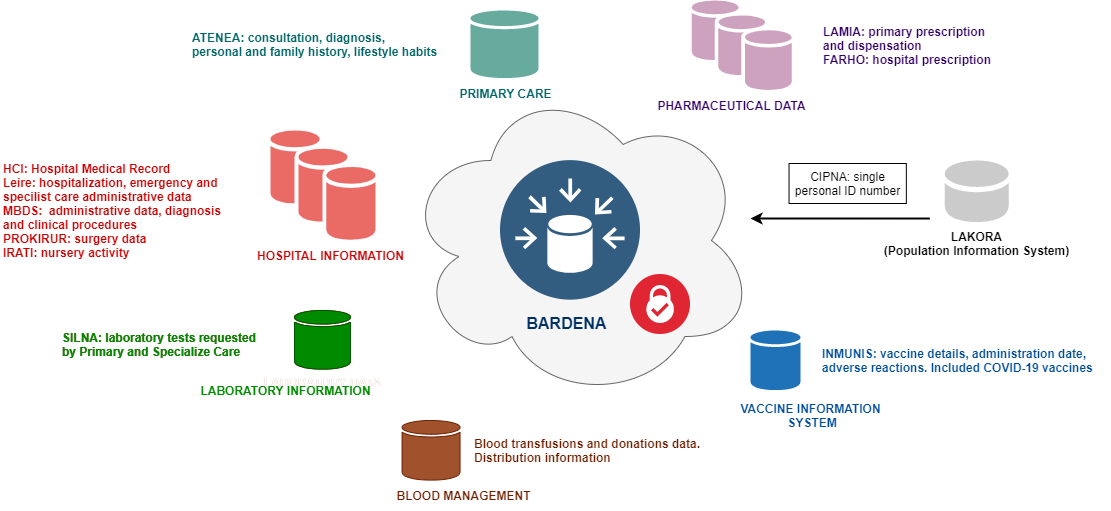 ATENEA: consultation, diagnosis,
personal and family history, lifestyle habits
PRIMARY CARE
LAMIA: primary prescription
and dispensation
FARHO: hospital prescription
PHARMACEUTICAL DATA
HCI: Hospital Medical Record
Leire: hospitalization, emergency and
specilist care administrative data
MBDS:  administrative data, diagnosis
and clinical procedures
PROKIRUR: surgery data
IRATI: nursery activity
HOSPITAL INFORMATION
CIPNA: single
personal ID number
LAKORA
(Population Information System)
BARDENA
SILNA: laboratory tests requested
by Primary and Specialize Care
LABORATORY INFORMATION
INMUNIS: vaccine details, administration date,
adverse reactions. Included COVID-19 vaccines
VACCINE INFORMATION
SYSTEM
Blood transfusions and donations data.
Distribution information
BLOOD MANAGEMENT